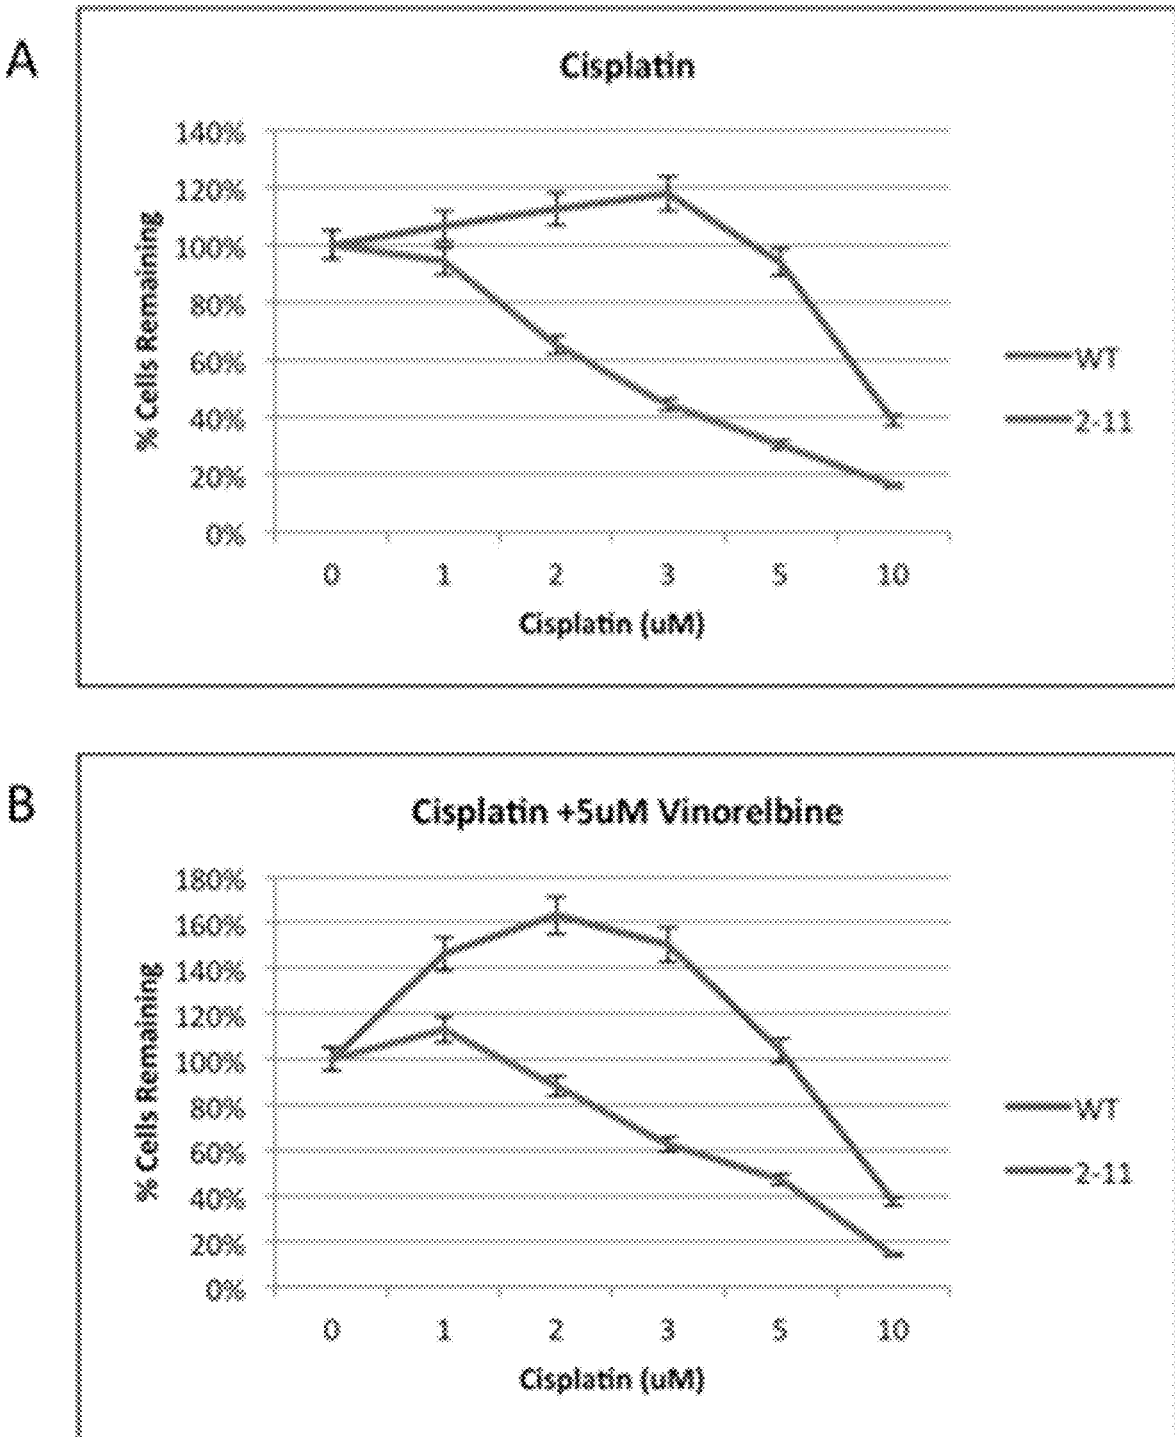 A
Cisplatin
140%
120%
100%
80%
60%
40%
20%
0%
% Cells Remaining
WT
2-11
0 1 2 3 5 10
Cisplatin (uM)
B
Cisplatin +5uM Vinorelbine
180%
160%
140%
120%
100%
80%
60%
40%
20%
0%
% Cells Remaining
WT
2-11
0 1 2 3 5 10
Cisplatin (uM)